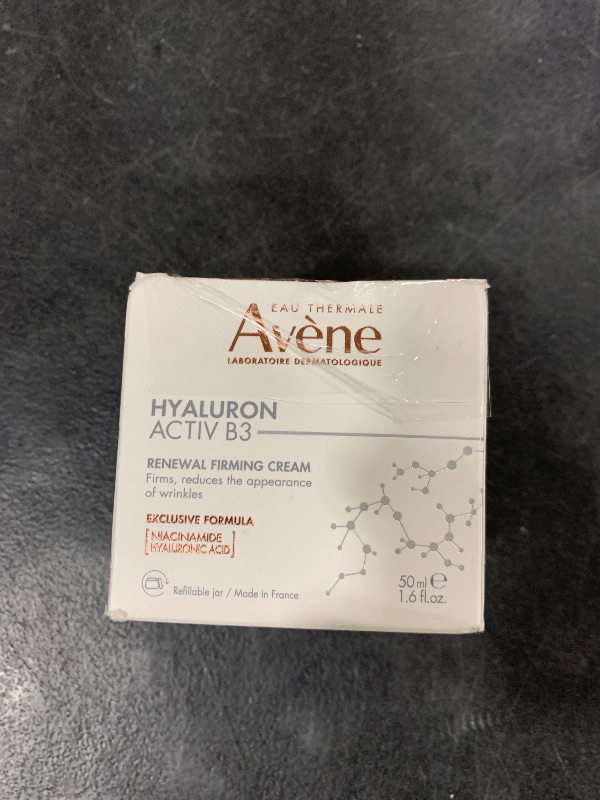 EAU THERMALE
Avène
LABORATOIRE DERMATOLOGIQUE
HYALURON
ACTIV B3
RENEWAL FIRMING CREAM
Firms, reduces the appearance
of wrinkles
EXCLUSIVE FORMULA
[NIACINAMIDE
HYALURONIC ACID]
Refillable jar / Made in France
50 ml ℮
1.6 fl.oz.